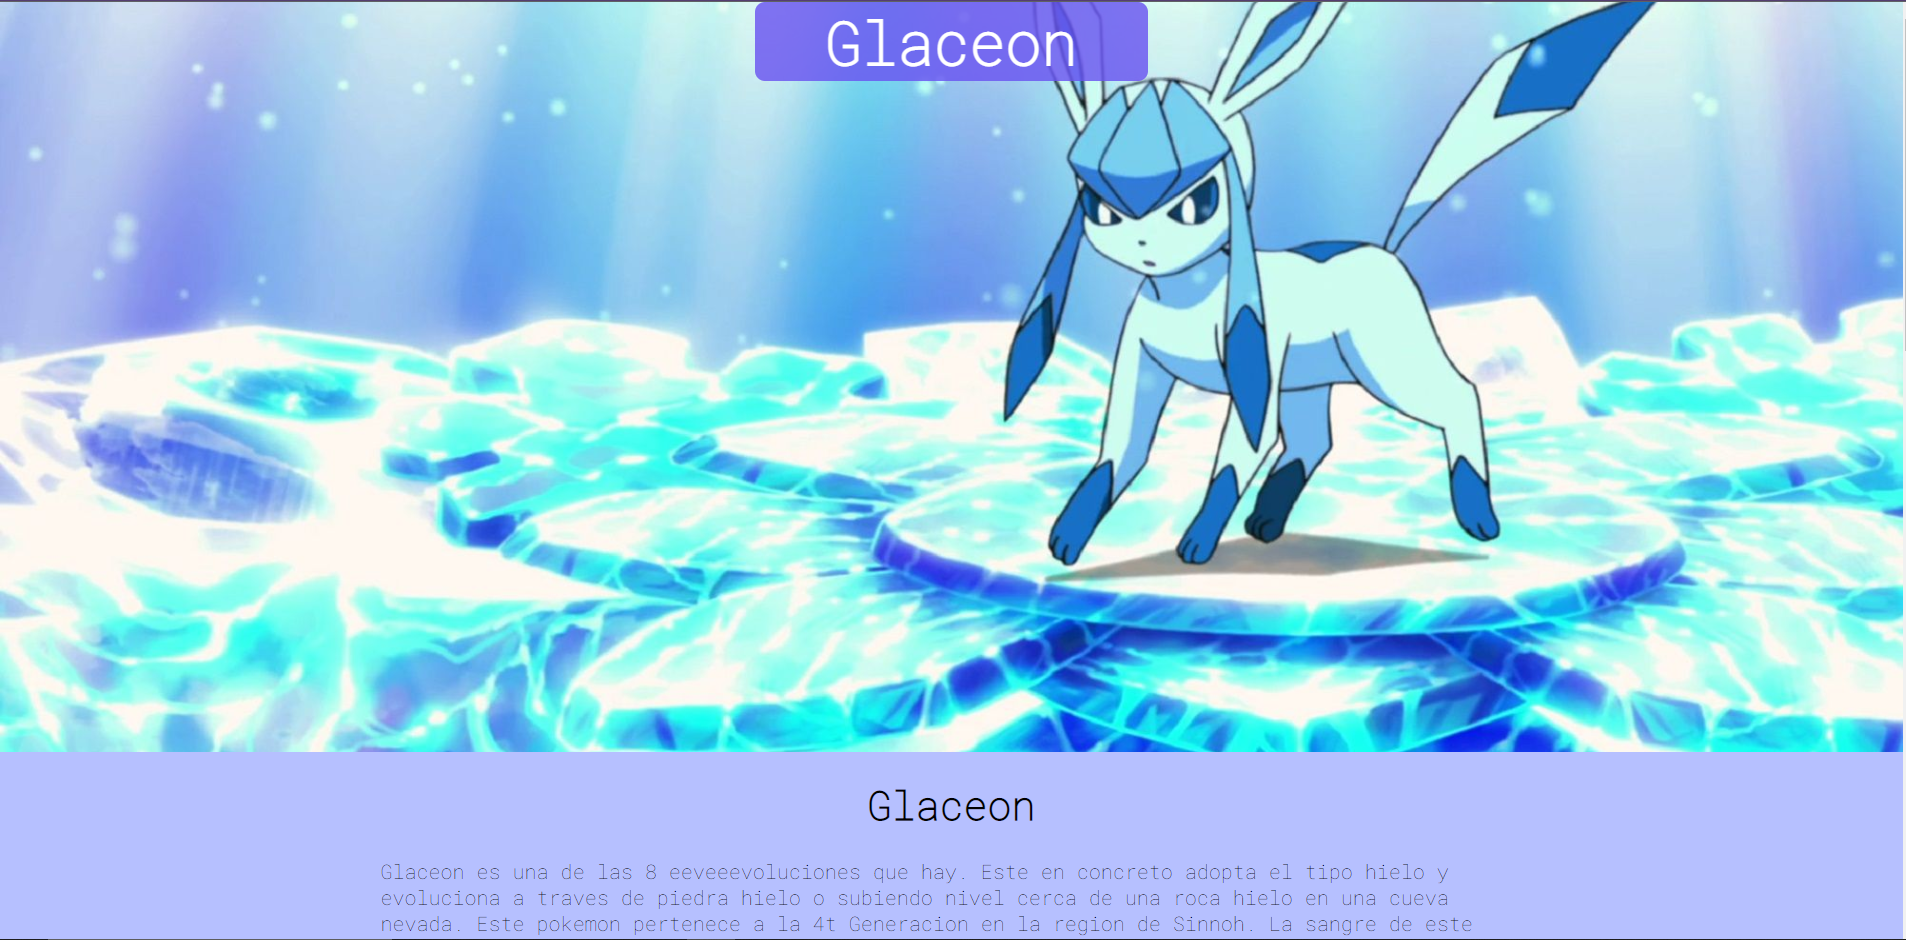 Glaceon
Glaceon
Glaceon es una de las 8 eeveeevoluciones que hay. Este en concreto adopta el tipo hielo y
evoluciona a traves de piedra hielo o subiendo nivel cerca de una roca hielo en una cueva
nevada. Este pokemon pertenece a la 4t Generacion en la region de Sinnoh. La sangre de este